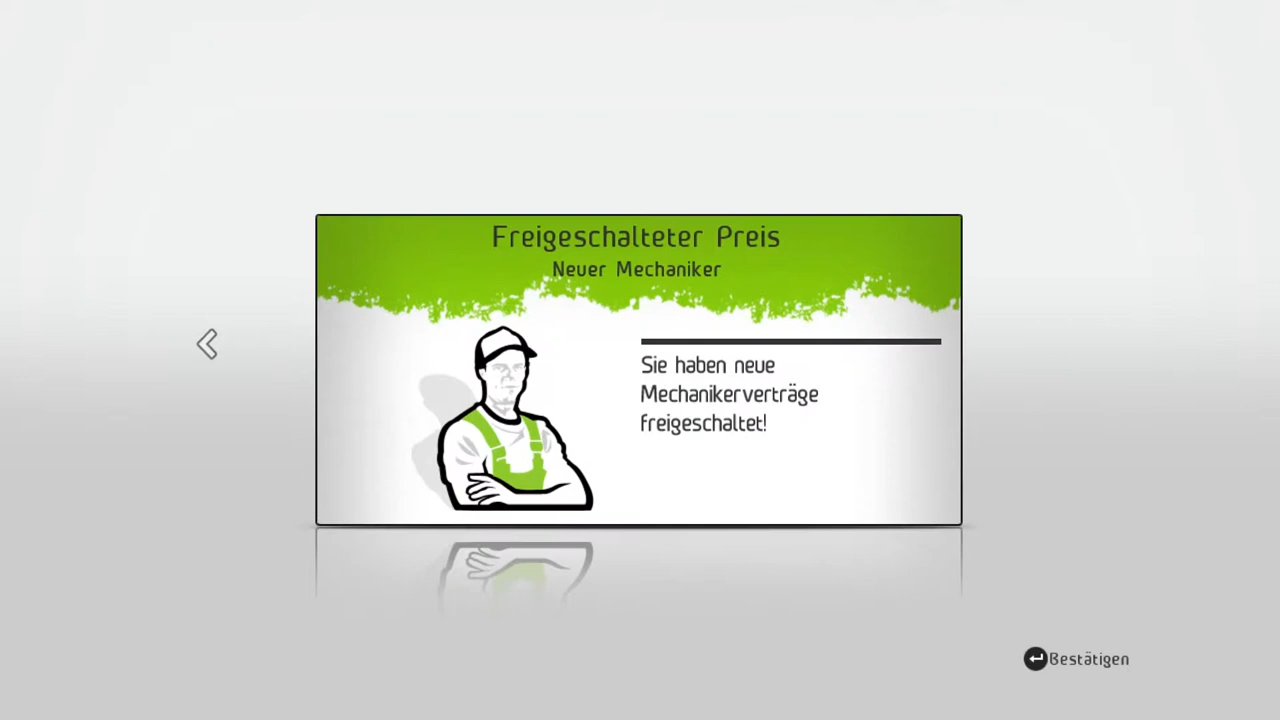 Freigeschalteter Preis
Neuer Mechaniker
Sie haben neue
Mechanikerverträge
freigeschaltet!
Bestätigen